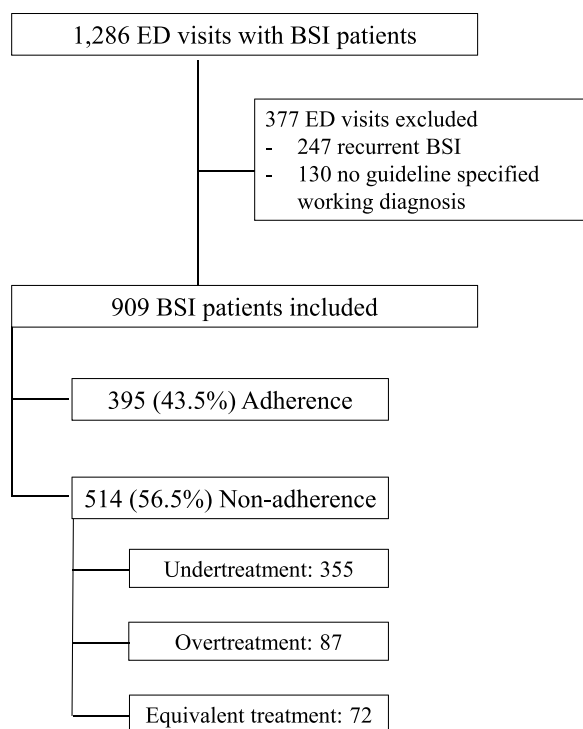 1,286 ED visits with BSI patients
377 ED visits excluded
- 247 recurrent BSI
- 130 no guideline specified
working diagnosis
909 BSI patients included
395 (43.5%) Adherence
514 (56.5%) Non-adherence
Undertreatment: 355
Overtreatment: 87
Equivalent treatment: 72